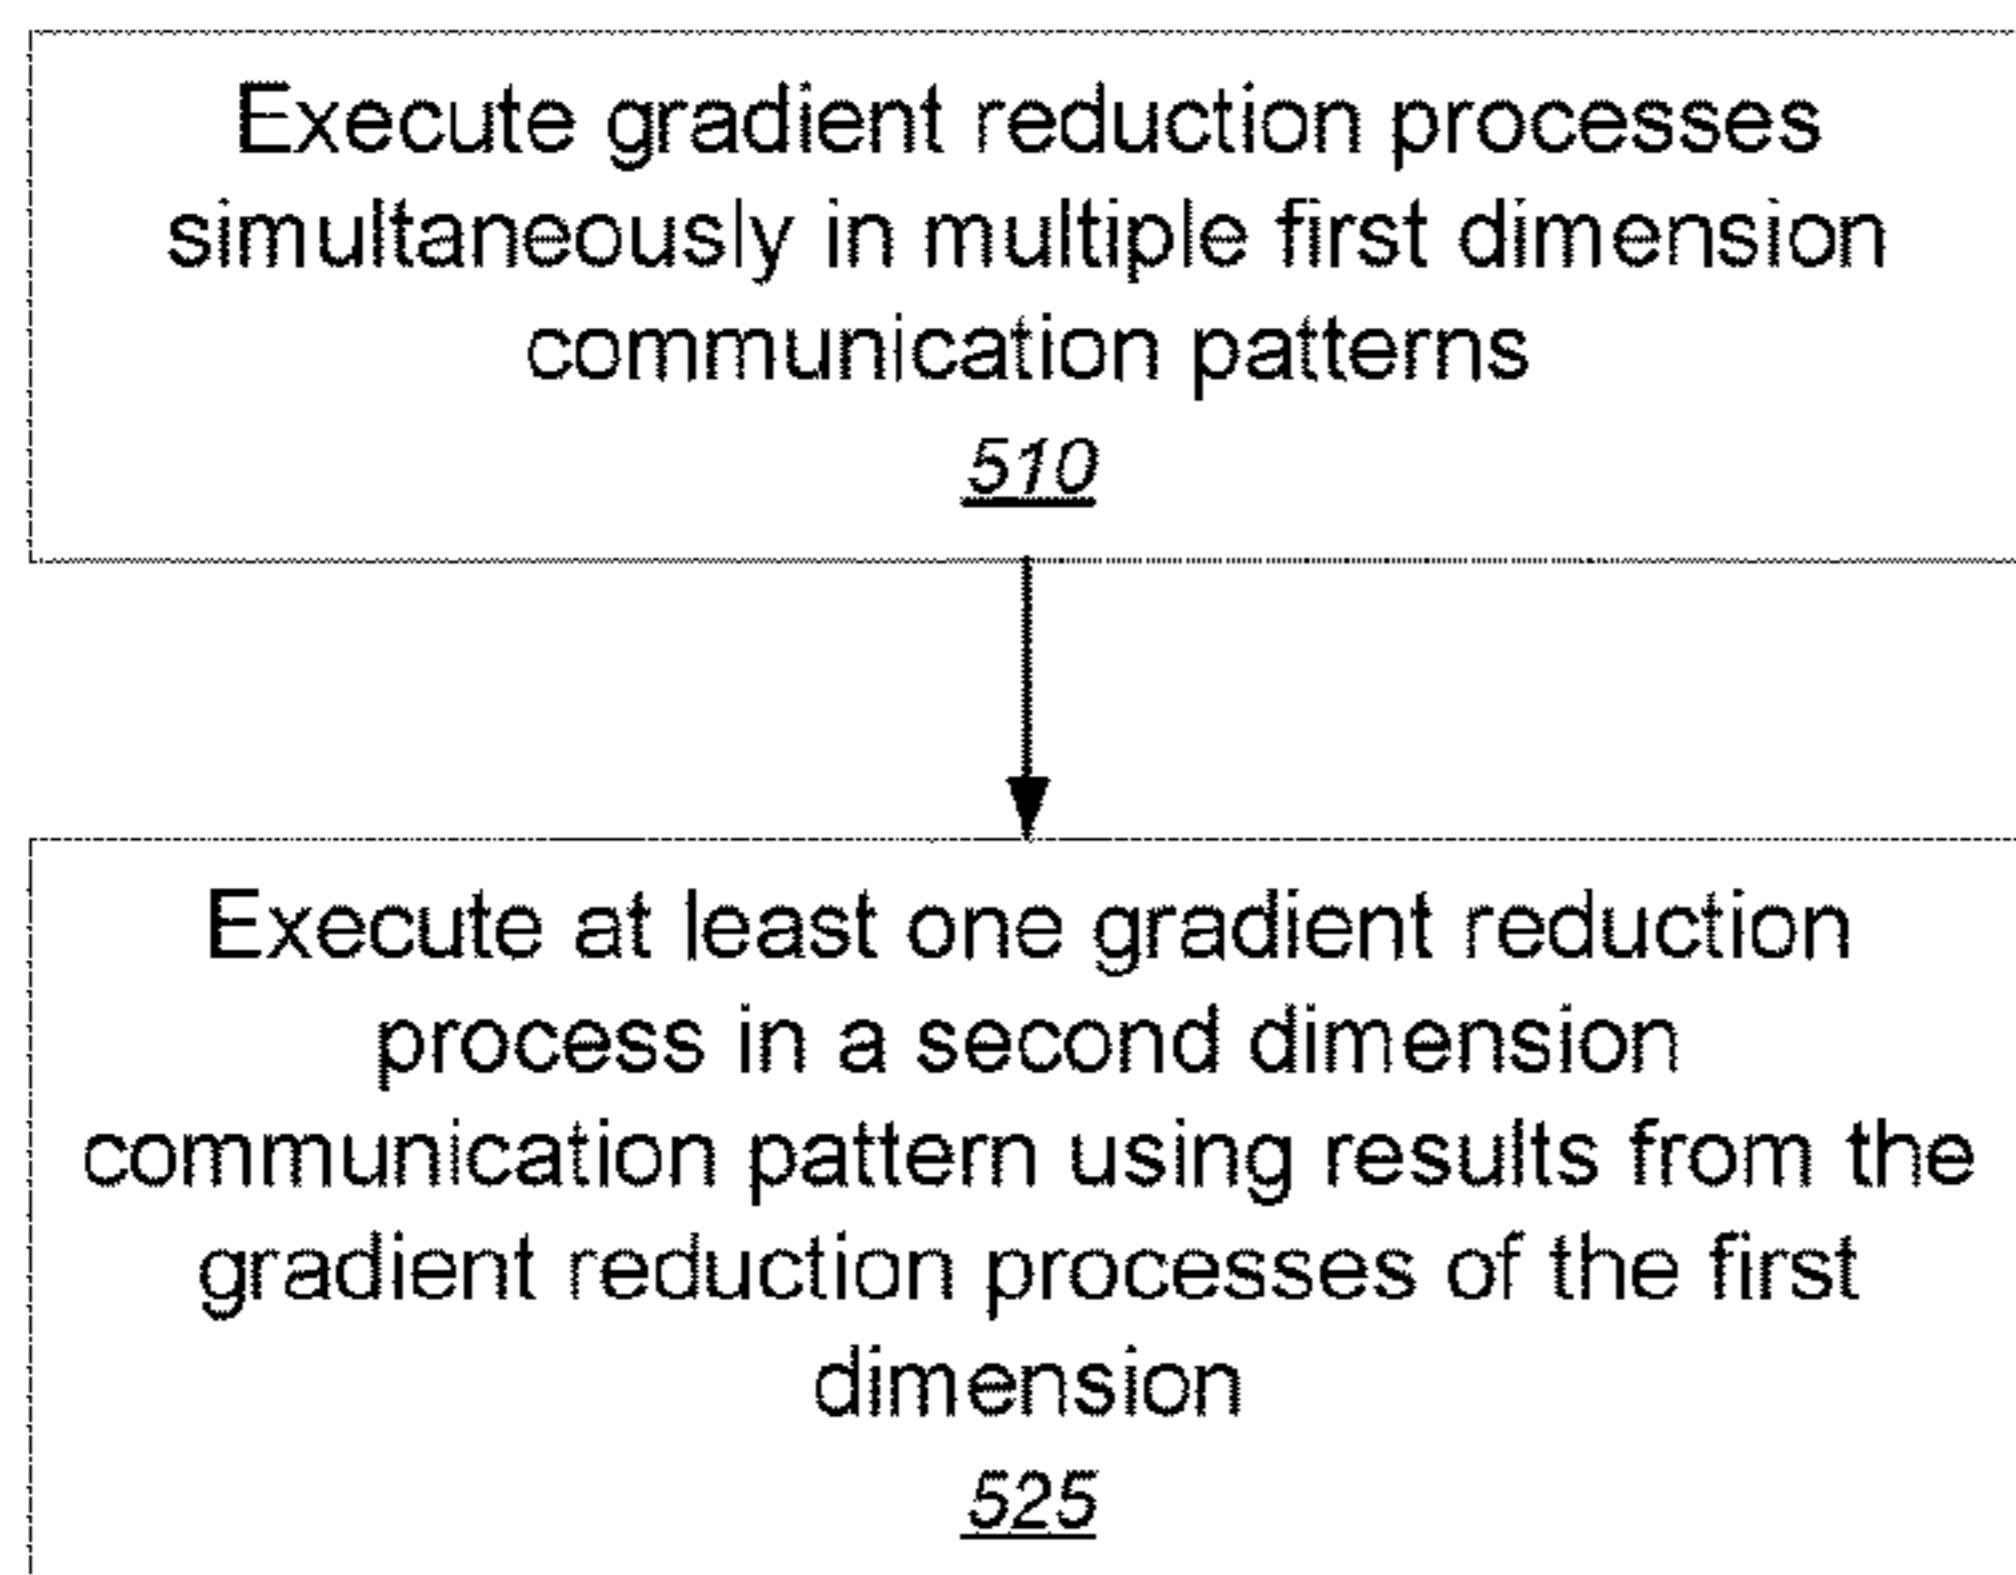 Execute gradient reduction processes
simultaneously in multiple first dimension
communication patterns
510
Execute at least one gradient reduction
process in a second dimension
communication pattern using results from the
gradient reduction processes of the first
dimension
525